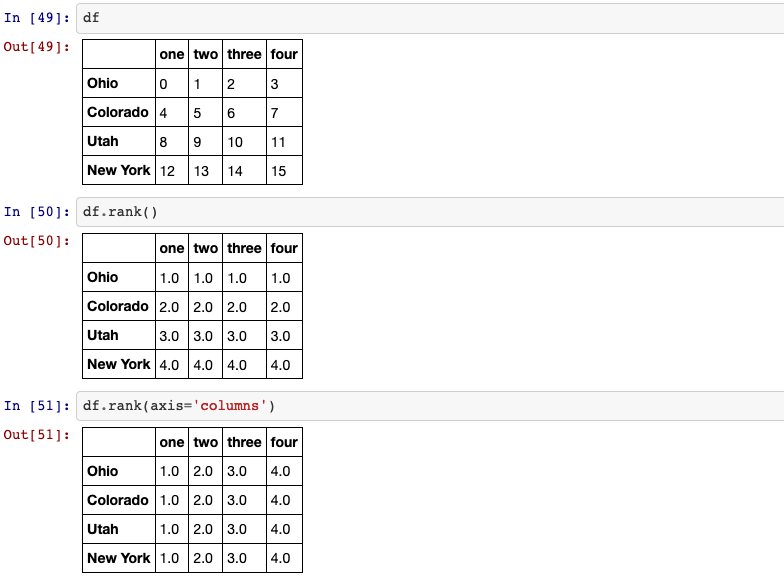 In [49]: df
Out[49]:
one two three four
Ohio 0 1 2 3
Colorado 4 5 6 7
Utah 8 9 10 11
New York 12 13 14 15
In [50]: df.rank()
Out[50]:
one two three four
Ohio 1.0 1.0 1.0 1.0
Colorado 2.0 2.0 2.0 2.0
Utah 3.0 3.0 3.0 3.0
New York 4.0 4.0 4.0 4.0
In [51]: df.rank(axis='columns')
Out[51]:
one two three four
Ohio 1.0 2.0 3.0 4.0
Colorado 1.0 2.0 3.0 4.0
Utah 1.0 2.0 3.0 4.0
New York 1.0 2.0 3.0 4.0